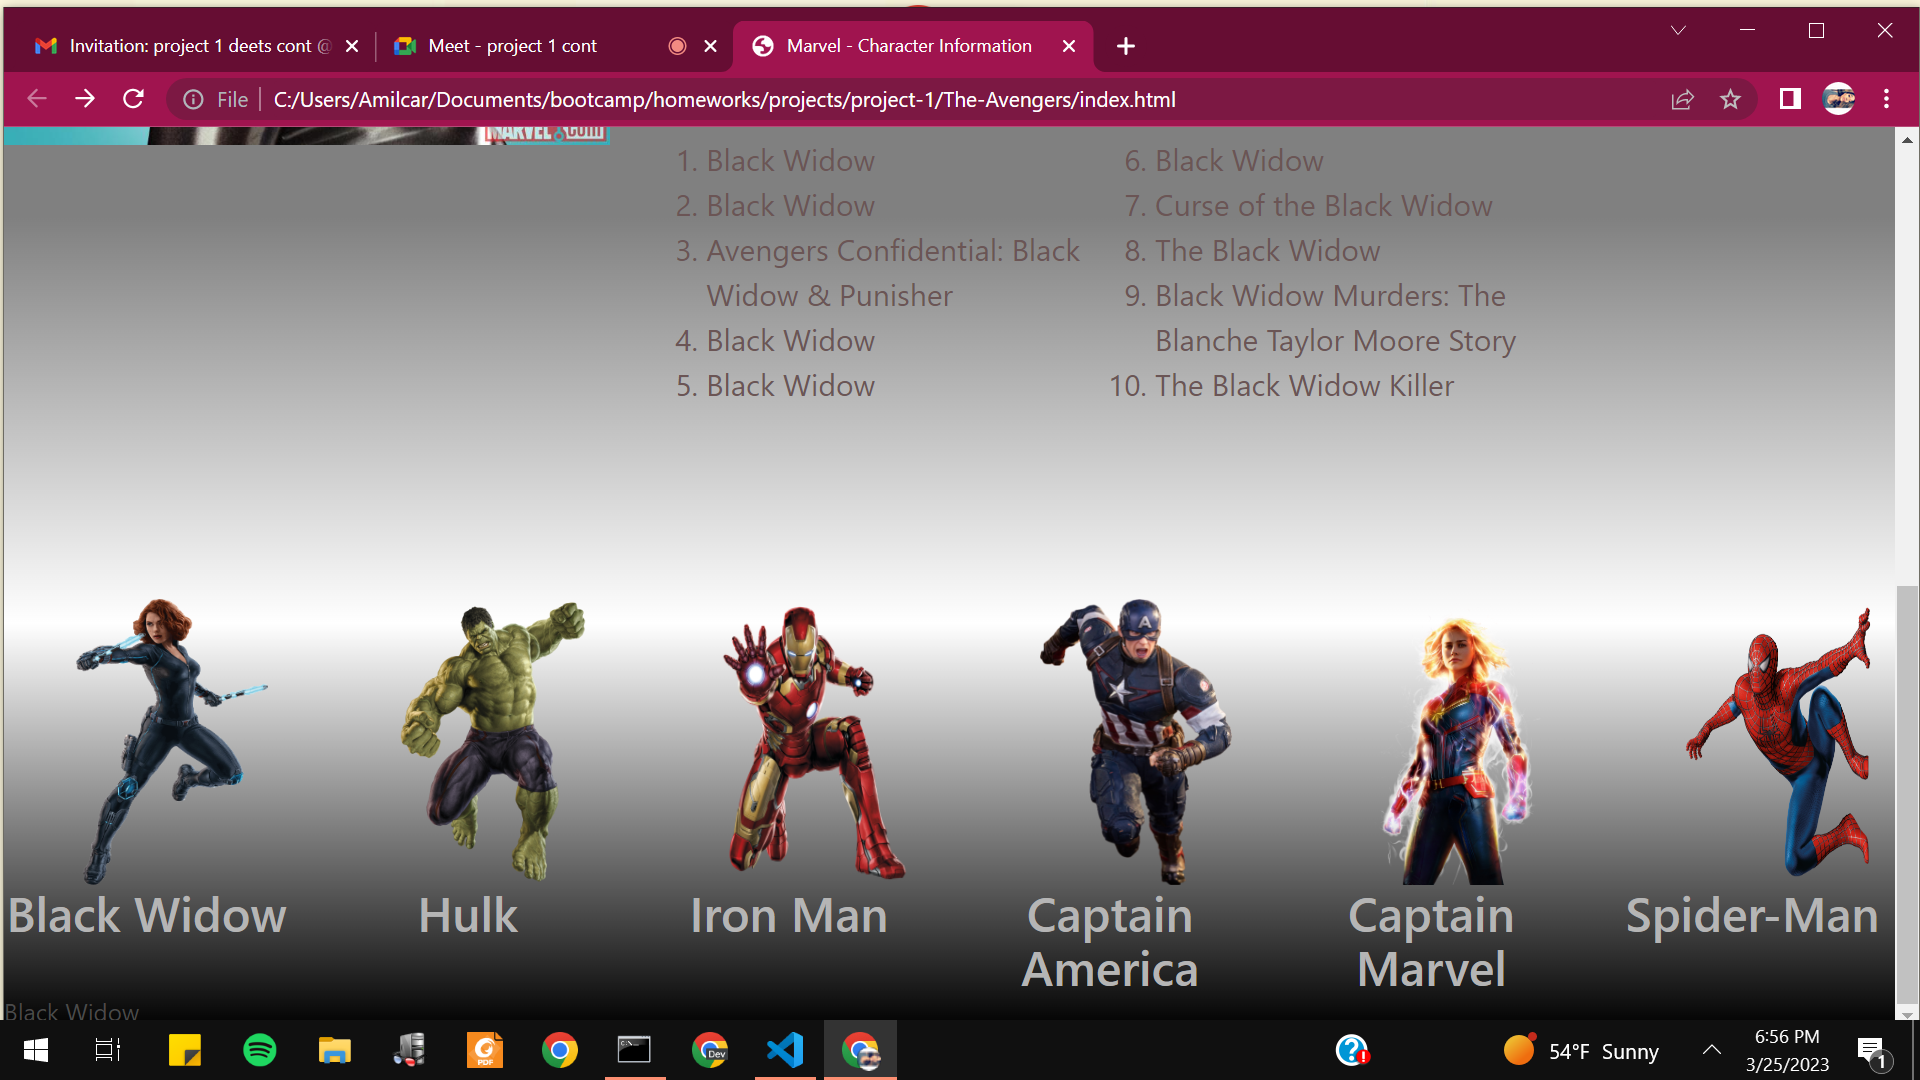 Invitation: project 1 deets cont @
Meet - project 1 cont
Marvel - Character Information
File
C:/Users/Amilcar/Documents/bootcamp/homeworks/projects/project-1/The-Avengers/index.html
MARVEL.com
1. Black Widow
2. Black Widow
3. Avengers Confidential: Black
Widow & Punisher
4. Black Widow
5. Black Widow
6. Black Widow
7. Curse of the Black Widow
8. The Black Widow
9. Black Widow Murders: The
Blanche Taylor Moore Story
10. The Black Widow Killer
Black Widow
Hulk
Iron Man
Captain
America
Captain
Marvel
Spider-Man
Black Widow
PDF
Dev
54°F Sunny
6:56 PM
3/25/2023
1